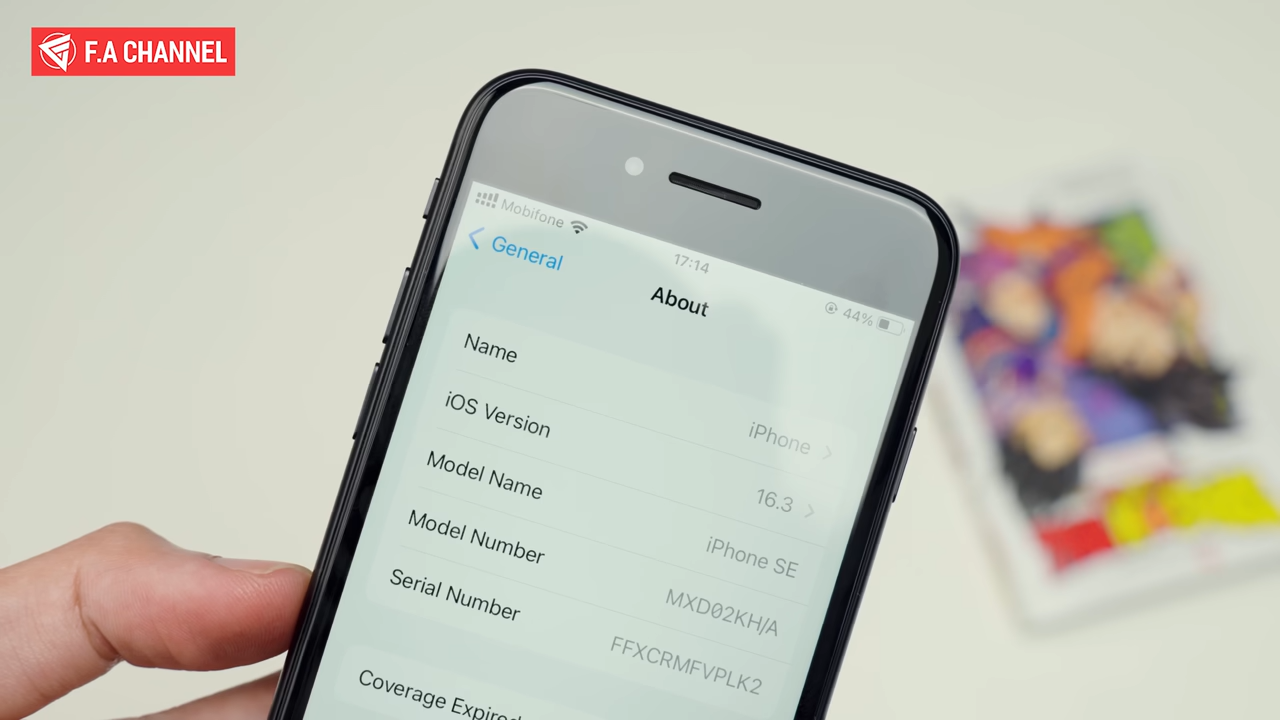 F.A CHANNEL
Mobifone
17:14
44%
General
About
Name
iPhone
iOS Version
16.3
Model Name
iPhone SE
Model Number
MXD02KH/A
Serial Number
FFXCRMFVPLK2
Coverage Expired